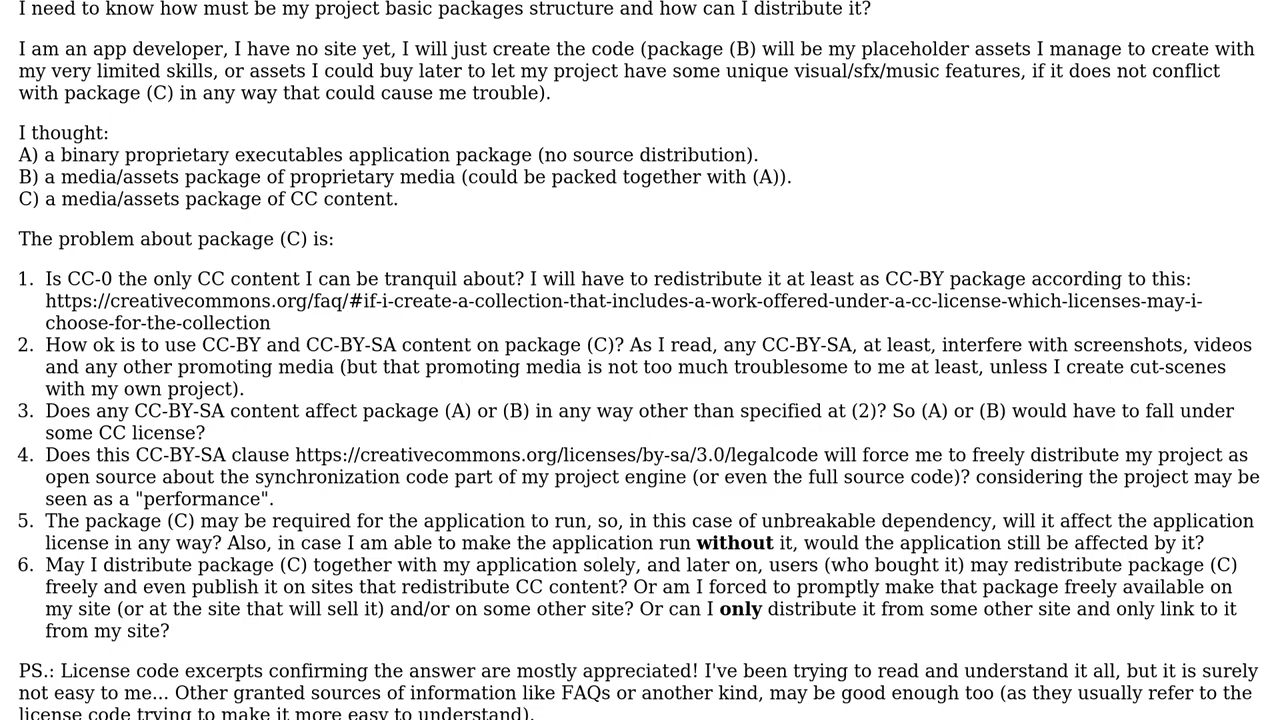 I need to know how must be my project basic packages structure and how can I distribute it?
I am an app developer, I have no site yet, I will just create the code (package (B) will be my placeholder assets I manage to create with
my very limited skills, or assets I could buy later to let my project have some unique visual/sfx/music features, if it does not conflict
with package (C) in any way that could cause me trouble).
I thought:
A) a binary proprietary executables application package (no source distribution).
B) a media/assets package of proprietary media (could be packed together with (A)).
C) a media/assets package of CC content.
The problem about package (C) is:
1. Is CC-0 the only CC content I can be tranquil about? I will have to redistribute it at least as CC-BY package according to this:
https://creativecommons.org/faq/#if-i-create-a-collection-that-includes-a-work-offered-under-a-cc-license-which-licenses-may-i-
choose-for-the-collection
2. How ok is to use CC-BY and CC-BY-SA content on package (C)? As I read, any CC-BY-SA, at least, interfere with screenshots, videos
and any other promoting media (but that promoting media is not too much troublesome to me at least, unless I create cut-scenes
with my own project).
3. Does any CC-BY-SA content affect package (A) or (B) in any way other than specified at (2)? So (A) or (B) would have to fall under
some CC license?
4. Does this CC-BY-SA clause https://creativecommons.org/licenses/by-sa/3.0/legalcode will force me to freely distribute my project as
open source about the synchronization code part of my project engine (or even the full source code)? considering the project may be
seen as a "performance".
5. The package (C) may be required for the application to run, so, in this case of unbreakable dependency, will it affect the application
license in any way? Also, in case I am able to make the application run without it, would the application still be affected by it?
6. May I distribute package (C) together with my application solely, and later on, users (who bought it) may redistribute package (C)
freely and even publish it on sites that redistribute CC content? Or am I forced to promptly make that package freely available on
my site (or at the site that will sell it) and/or on some other site? Or can I only distribute it from some other site and only link to it
from my site?
PS.: License code excerpts confirming the answer are mostly appreciated! I've been trying to read and understand it all, but it is surely
not easy to me... Other granted sources of information like FAQs or another kind, may be good enough too (as they usually refer to the
license code trying to make it more easy to understand).